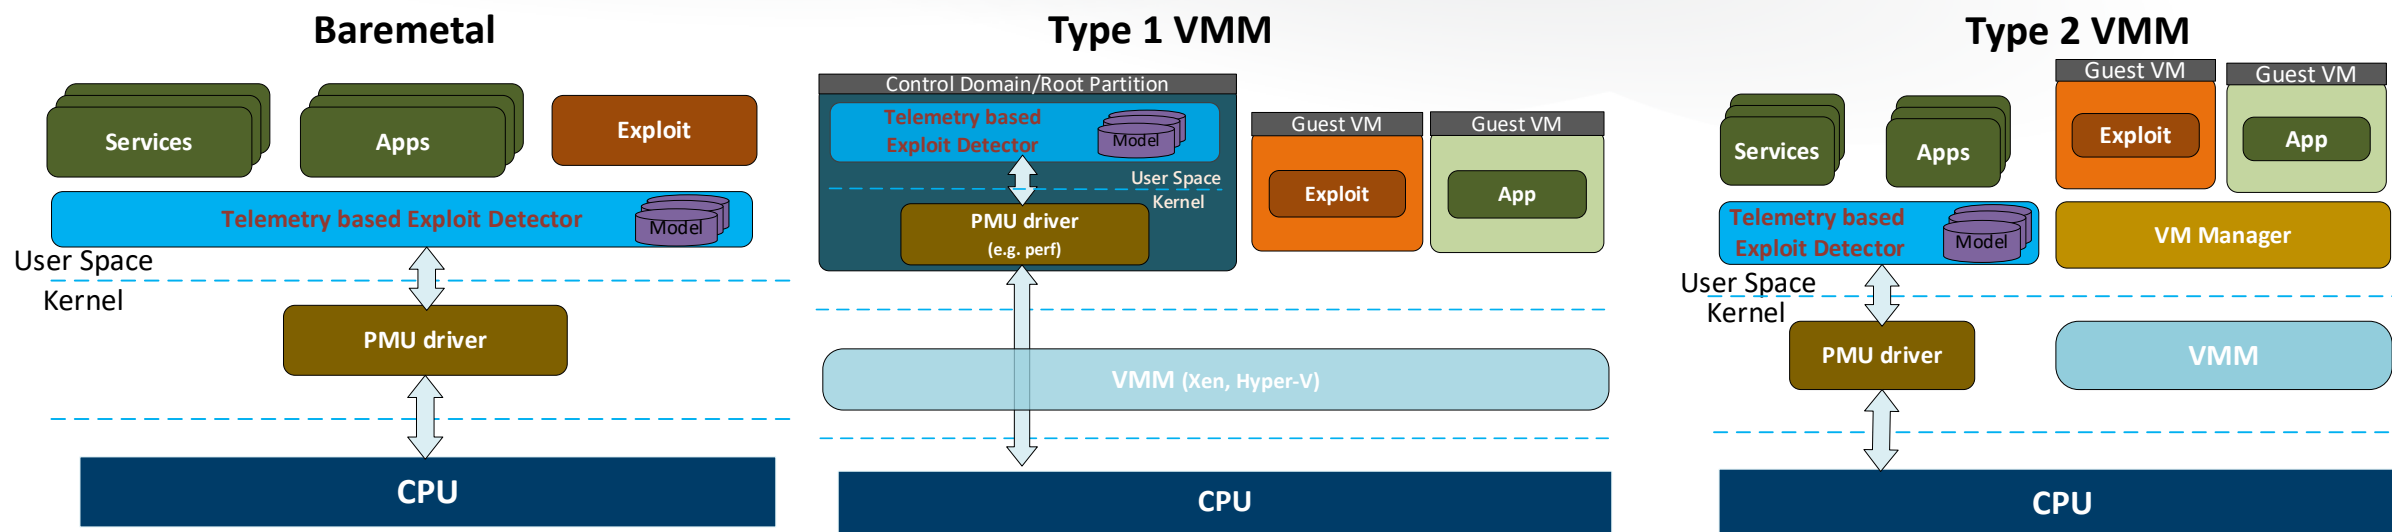 Baremetal
Services
Apps
Exploit
Telemetry based Exploit Detector
Model
User Space
Kernel
PMU driver
CPU
Type 1 VMM
Control Domain/Root Partition
Telemetry based
Exploit Detector
Model
User Space
Kernel
PMU driver
(e.g. perf)
Guest VM
Exploit
Guest VM
App
VMM (Xen, Hyper-V)
CPU
Type 2 VMM
Services
Apps
Guest VM
Exploit
Guest VM
App
Telemetry based
Exploit Detector
Model
VM Manager
User Space
Kernel
PMU driver
VMM
CPU